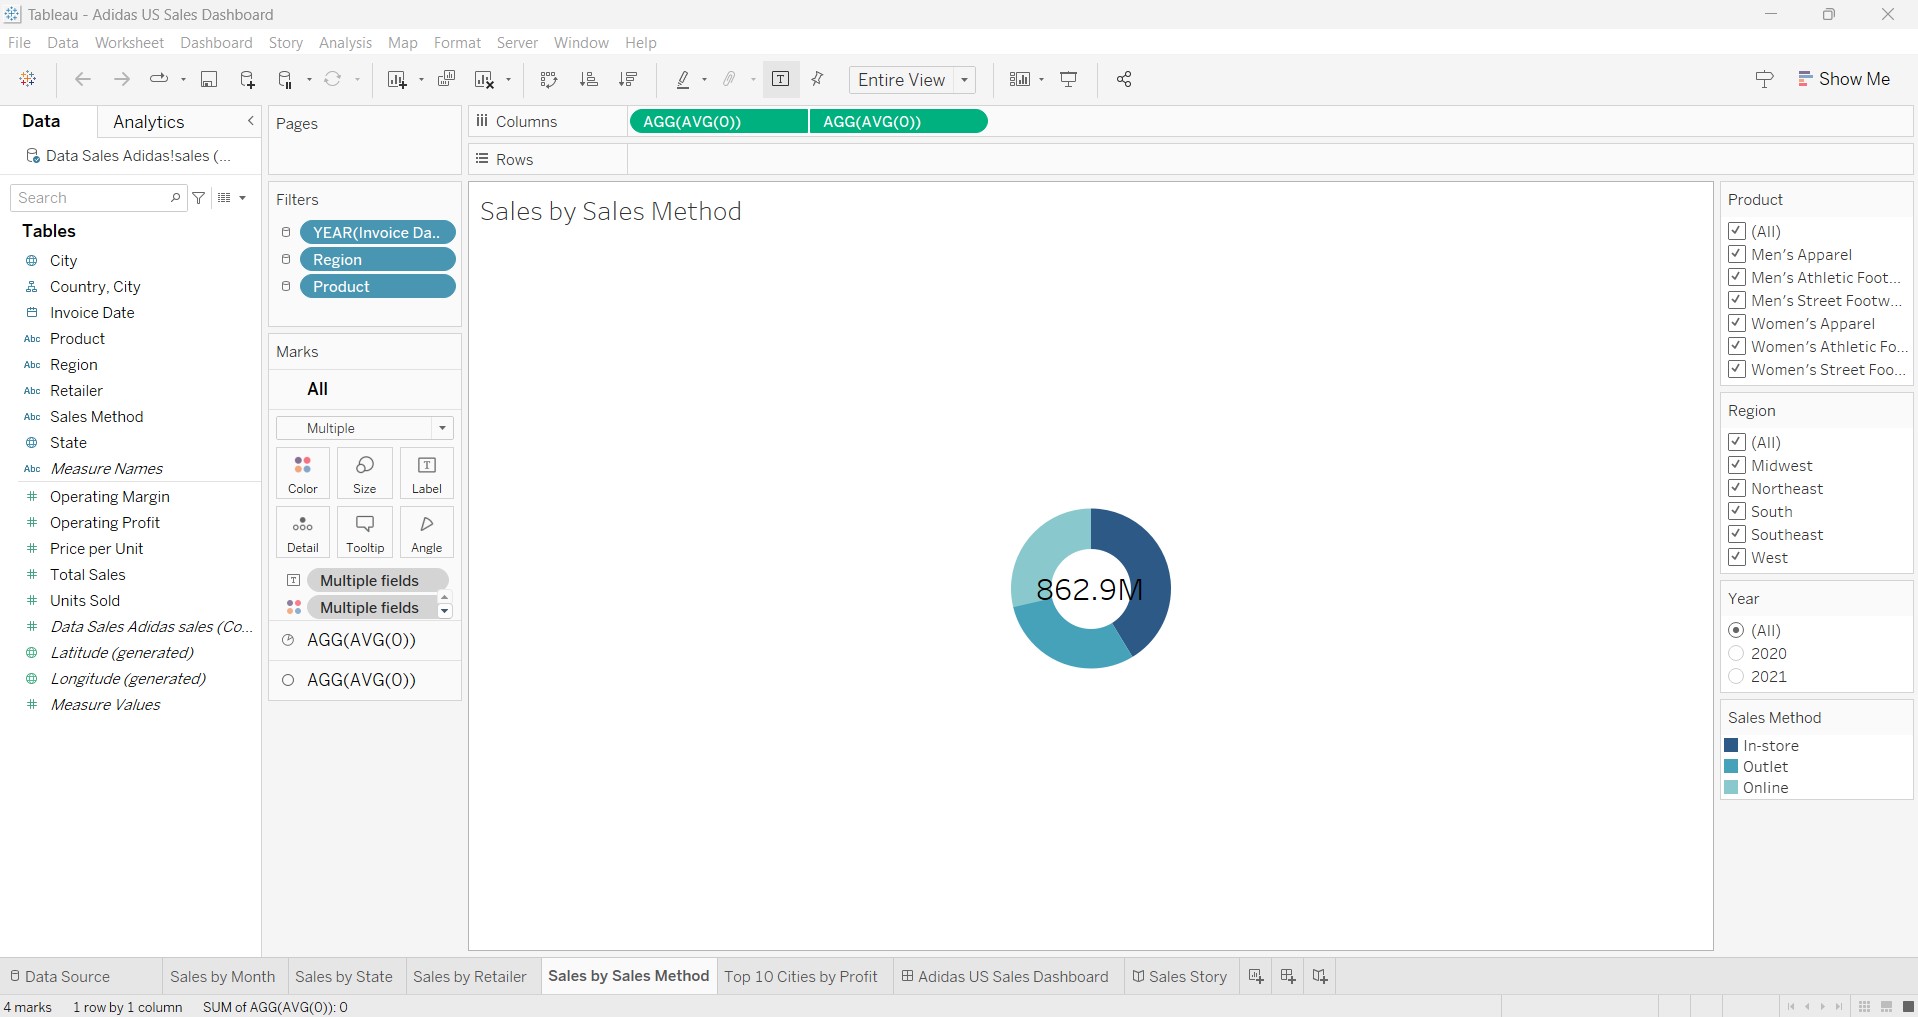 Tableau - Adidas US Sales Dashboard
File Data Worksheet Dashboard Story Analysis Map Format Server Window Help
Entire View
Show Me
Data
Analytics
Data Sales Adidas!sales (...
Search
Tables
City
Country, City
Invoice Date
Abc Product
Abc Region
Abc Retailer
Abc Sales Method
State
Abc Measure Names
# Operating Margin
# Operating Profit
# Price per Unit
# Total Sales
# Units Sold
# Data Sales Adidas sales (Co...
Latitude (generated)
Longitude (generated)
# Measure Values
Pages
Filters
YEAR(Invoice Da..
Region
Product
Marks
All
Multiple
Color
Size
T
Label
Detail
Tooltip
Angle
T Multiple fields
Multiple fields
AGG(AVG(0))
AGG(AVG(0))
Columns
AGG(AVG(0))
AGG(AVG(0))
Rows
Sales by Sales Method
862.9M
Product
(All)
Men's Apparel
Men's Athletic Foot...
Men's Street Footw...
Women's Apparel
Women's Athletic Fo...
Women's Street Foo...
Region
(All)
Midwest
Northeast
South
Southeast
West
Year
(All)
2020
2021
Sales Method
In-store
Outlet
Online
Data Source
Sales by Month
Sales by State
Sales by Retailer
Sales by Sales Method
Top 10 Cities by Profit
Adidas US Sales Dashboard
Sales Story
4 marks
1 row by 1 column
SUM of AGG(AVG(0)): 0